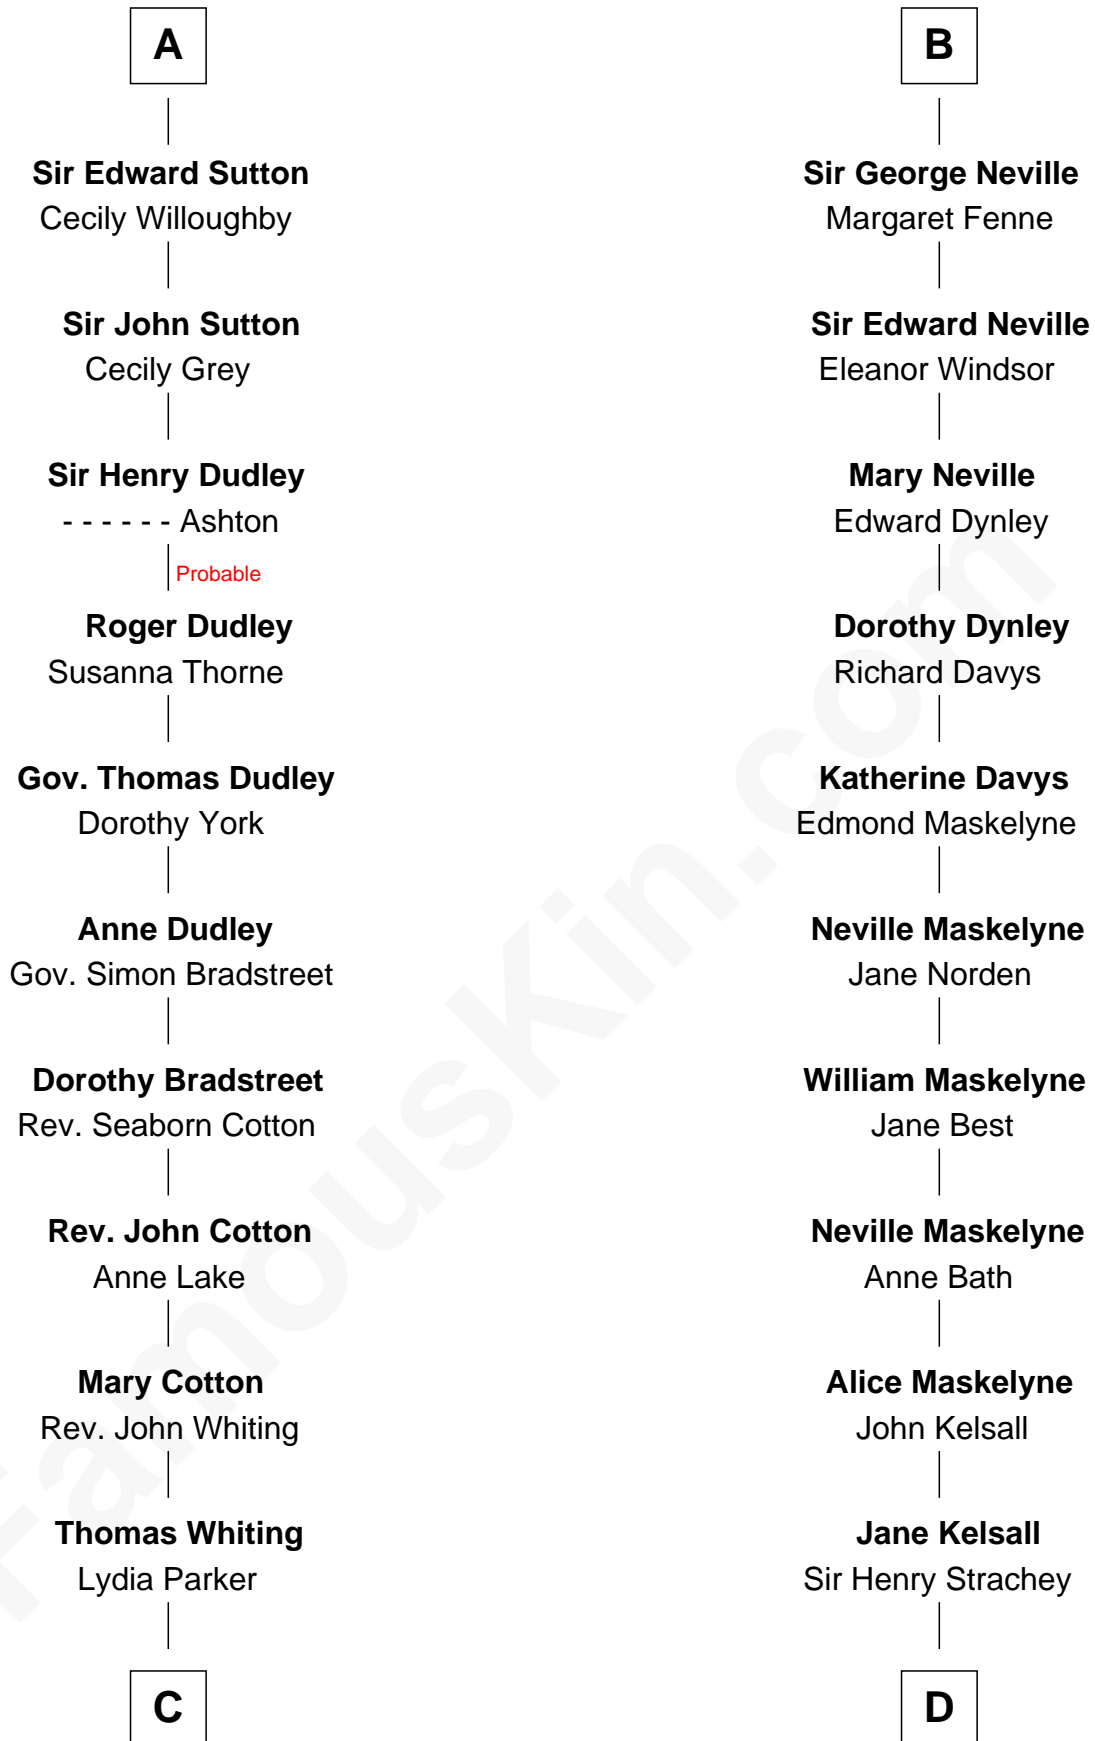 A
Sir Edward Sutton
Cecily Willoughby
Sir John Sutton
Cecily Grey
Sir Henry Dudley
- - - - - - Ashton
Probable
Roger Dudley
Susanna Thorne
Gov. Thomas Dudley
Dorothy York
Anne Dudley
Gov. Simon Bradstreet
Dorothy Bradstreet
Rev. Seaborn Cotton
Rev. John Cotton
Anne Lake
Mary Cotton
Rev. John Whiting
Thomas Whiting
Lydia Parker
C
B
Sir George Neville
Margaret Fenne
Sir Edward Neville
Eleanor Windsor
Mary Neville
Edward Dynley
Dorothy Dynley
Richard Davys
Katherine Davys
Edmond Maskelyne
Neville Maskelyne
Jane Norden
William Maskelyne
Jane Best
Neville Maskelyne
Anne Bath
Alice Maskelyne
John Kelsall
Jane Kelsall
Sir Henry Strachey
D
FamousKin.com